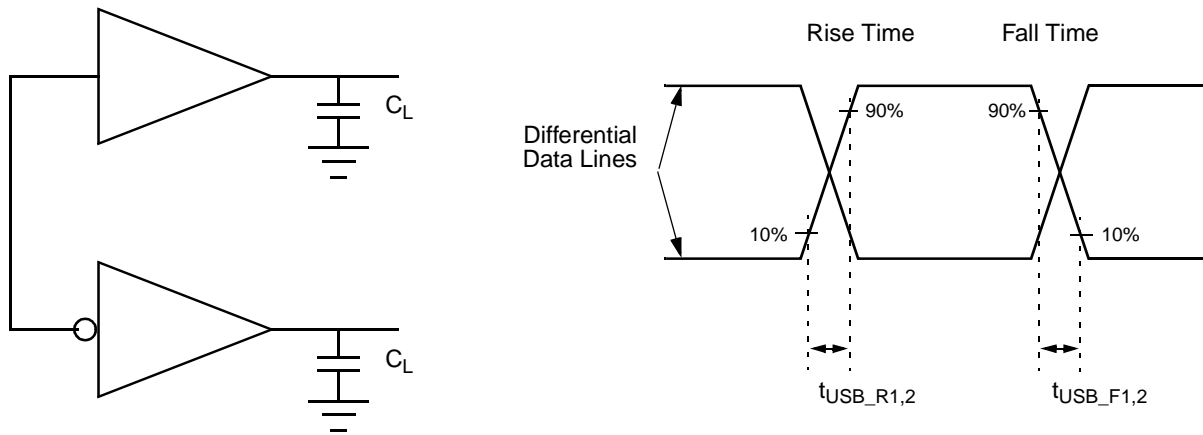 Rise Time
Fall Time
C_L
90%
90%
Differential
Data Lines
10%
10%
C_L
t_USB_R1,2
t_USB_F1,2